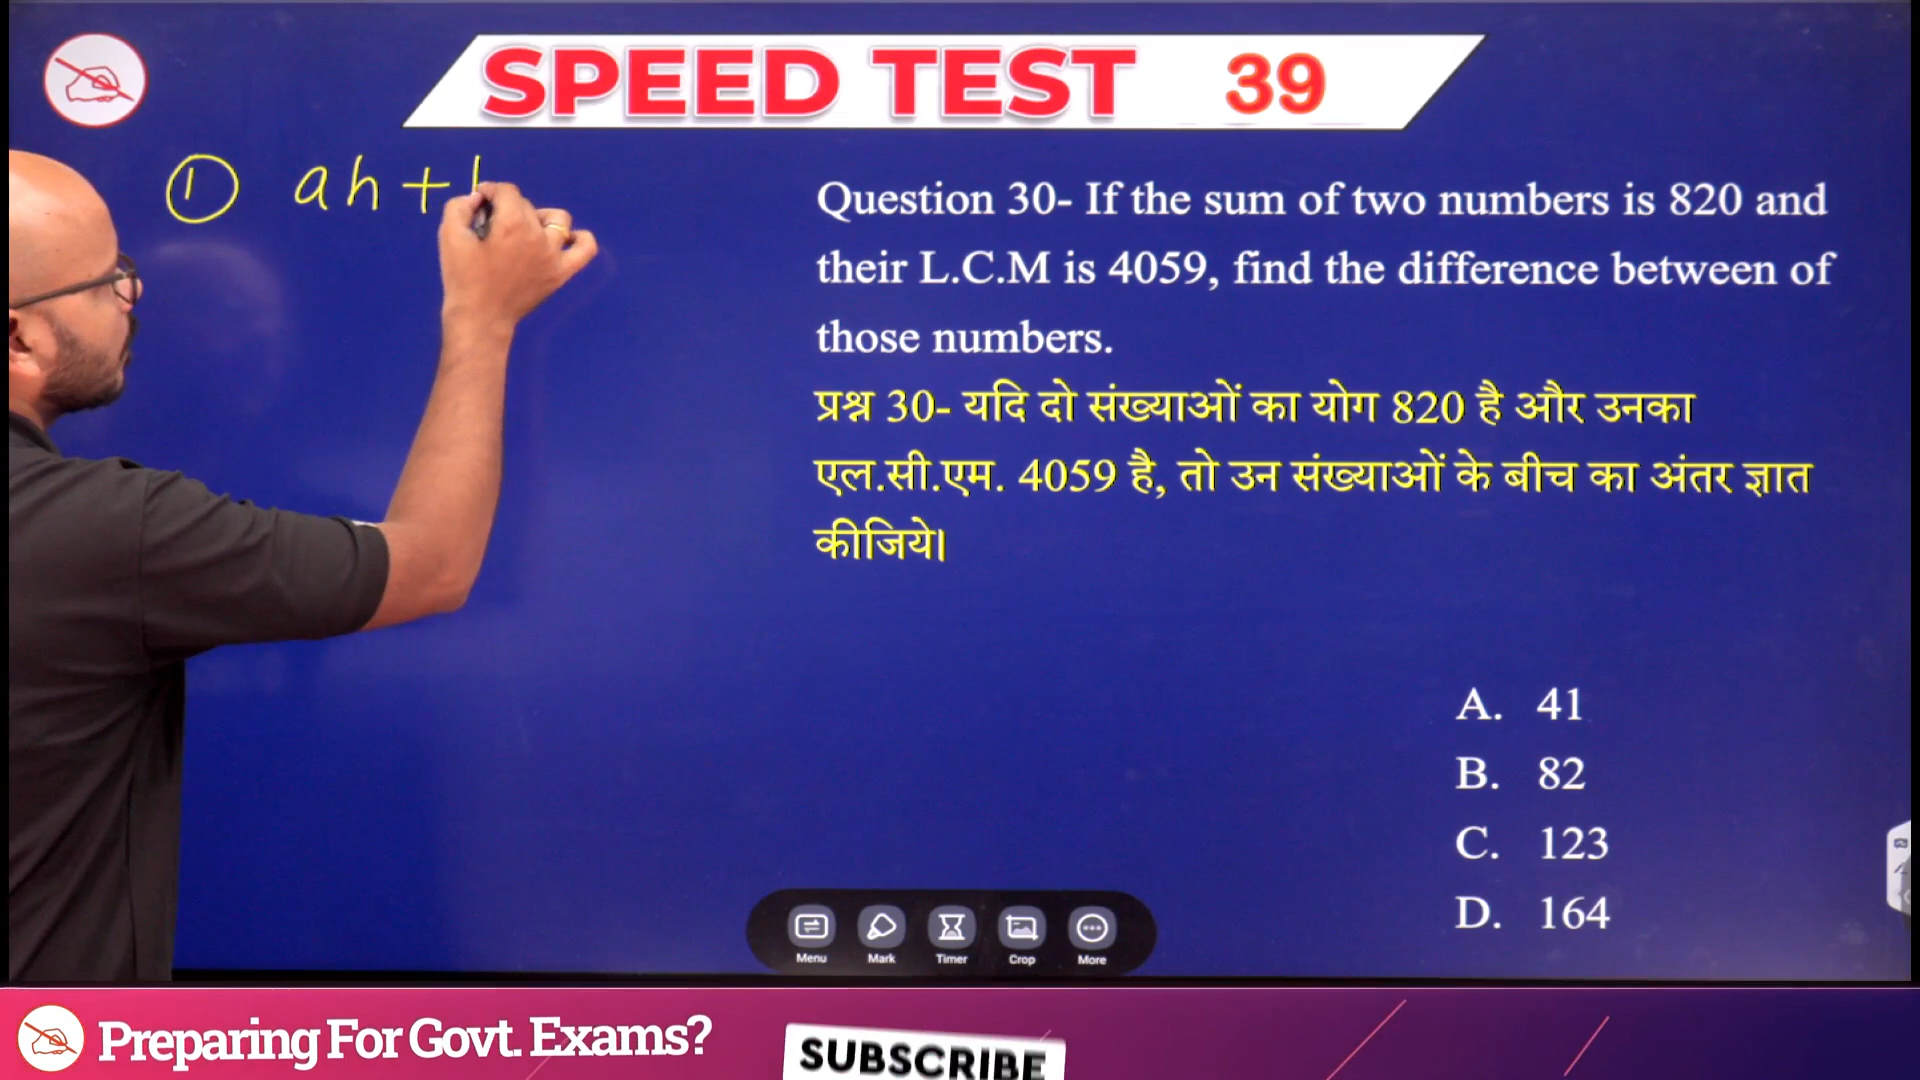 SPEED TEST 39
① ah +
Question 30- If the sum of two numbers is 820 and
their L.C.M is 4059, find the difference between of
those numbers.
प्रश्न 30- यदि दो संख्याओं का योग 820 है और उनका
एल.सी.एम. 4059 है, तो उन संख्याओं के बीच का अंतर ज्ञात
कीजिये।
A. 41
B. 82
C. 123
D. 164
Menu Mark Timer Crop More
Preparing For Govt. Exams?
SUBSCRIBE